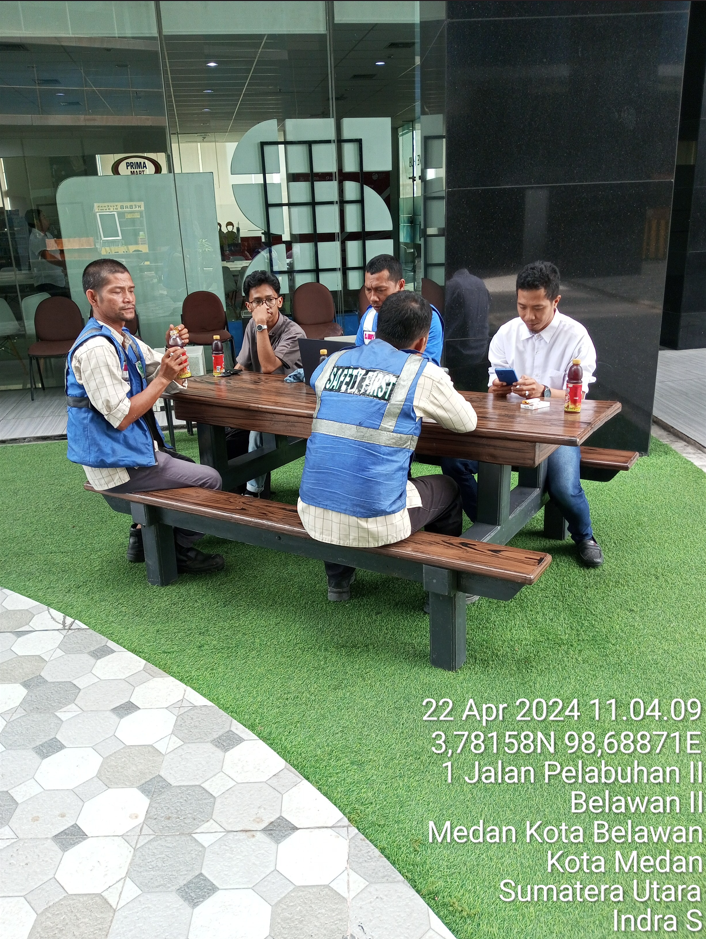 PRIMA
MART
SAFETY FIRST
22 Apr 2024 11.04.09
3,78158N 98,68871E
1 Jalan Pelabuhan II
Belawan II
Medan Kota Belawan
Kota Medan
Sumatera Utara
Indra S